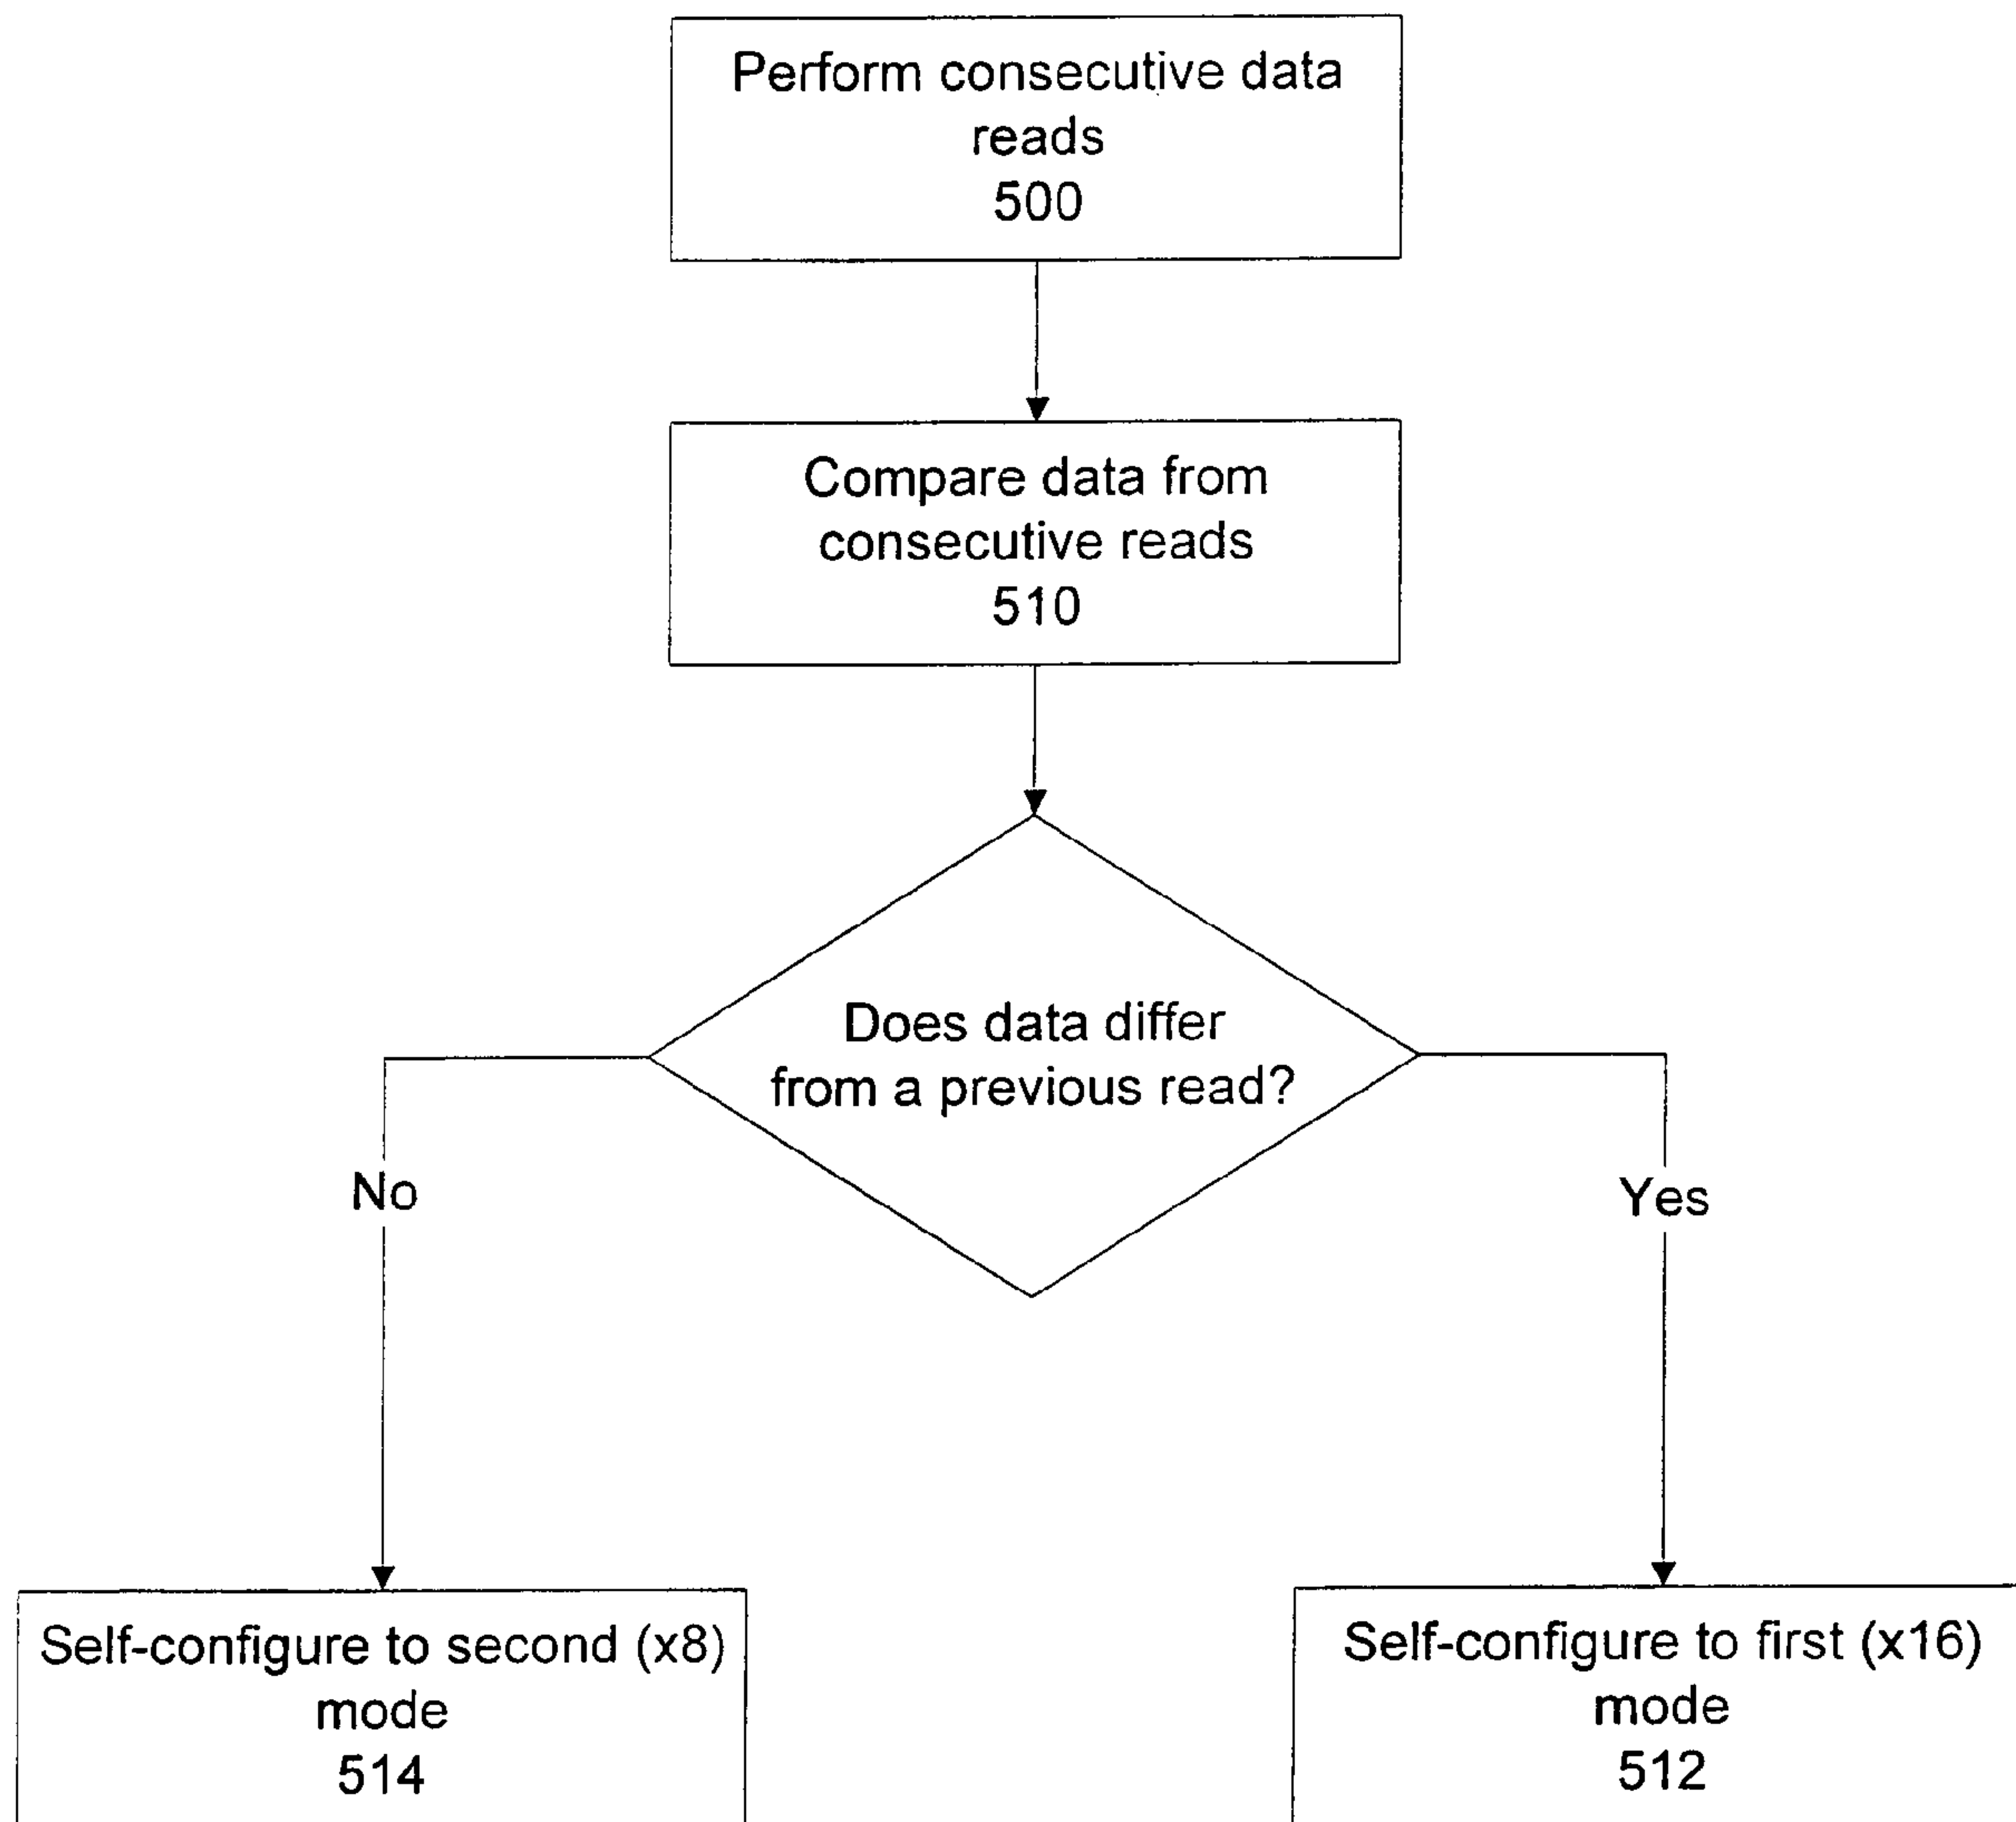 Perform consecutive data
reads
500
Compare data from
consecutive reads
510
Does data differ
from a previous read?
No
Yes
Self-configure to second (x8)
mode
514
Self-configure to first (x16)
mode
512